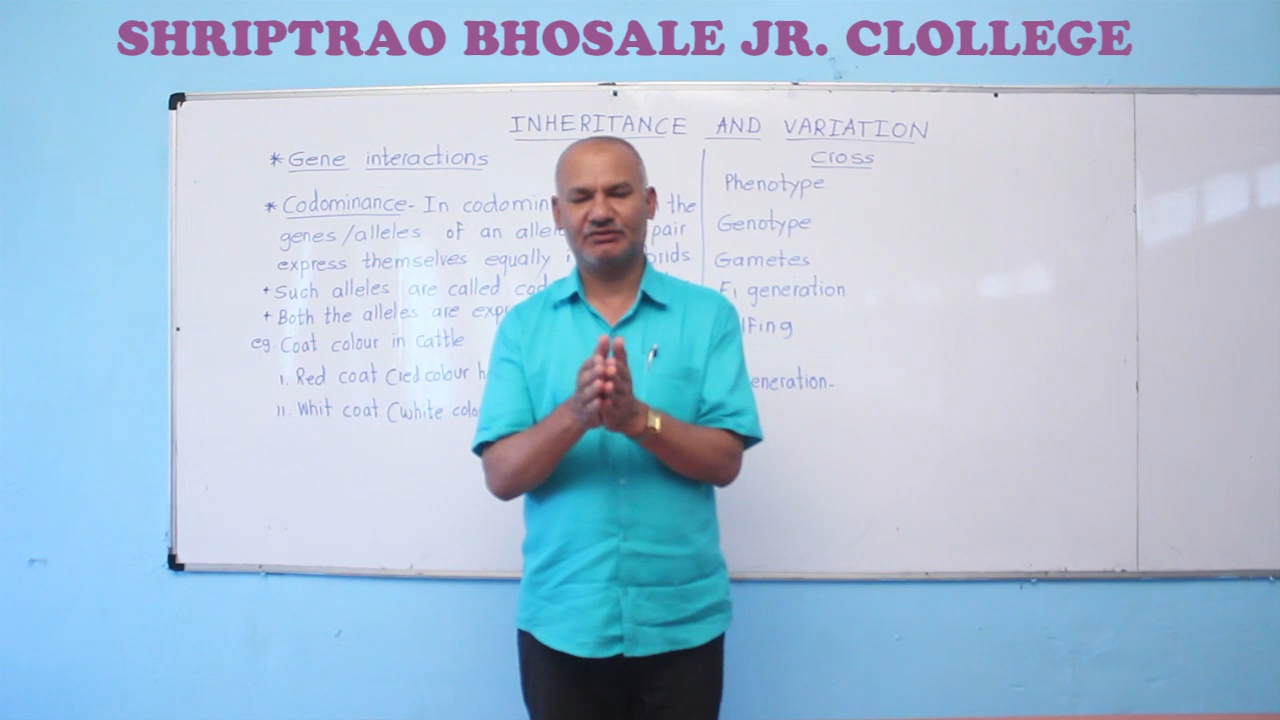 SHRIPTRAO BHOSALE JR. CLOLLEGE
INHERITANCE AND VARIATION
* Gene interactions
* Codominance- In codomin the
genes/alleles of an alle pair
express themselves equally
+ Such alleles are called
+ Both the alleles are
eg. Coat colour in cattle
i. Red coat (red colour
ii. Whit coat (white
Cross
Phenotype
Genotype
Gametes
F1 generation
lfing
eneration-